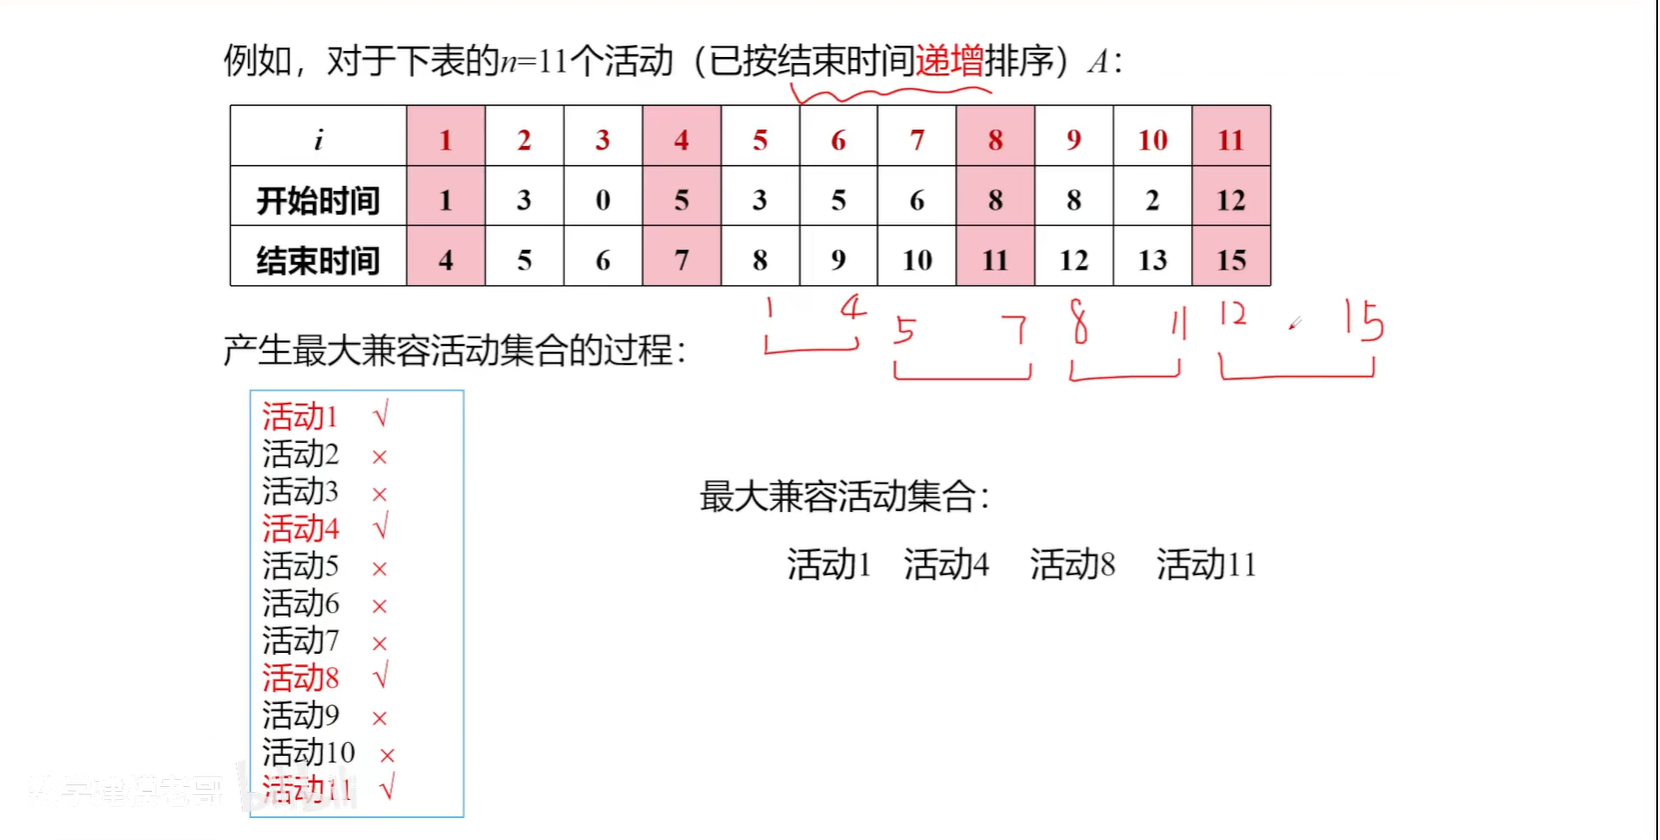 例如，对于下表的n=11个活动（已按结束时间递增排序）A：
i 1 2 3 4 5 6 7 8 9 10 11
开始时间 1 3 0 5 3 5 6 8 8 2 12
结束时间 4 5 6 7 8 9 10 11 12 13 15
1 4 5 7 8 11 12 15
产生最大兼容活动集合的过程：
活动1 √
活动2 ×
活动3 ×
活动4 √
活动5 ×
活动6 ×
活动7 ×
活动8 √
活动9 ×
活动10 ×
活动11 √
最大兼容活动集合：
活动1 活动4 活动8 活动11
数学建模老哥 bilibili